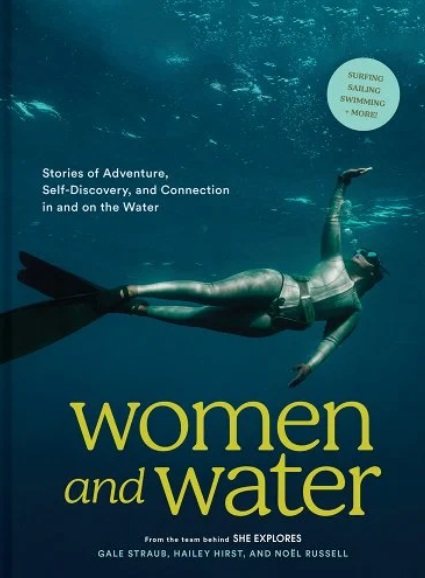 SURFING
SAILING
SWIMMING
+ MORE!
Stories of Adventure,
Self-Discovery, and Connection
in and on the Water
women
and water
From the team behind SHE EXPLORES
GALE STRAUB, HAILEY HIRST, AND NOËL RUSSELL